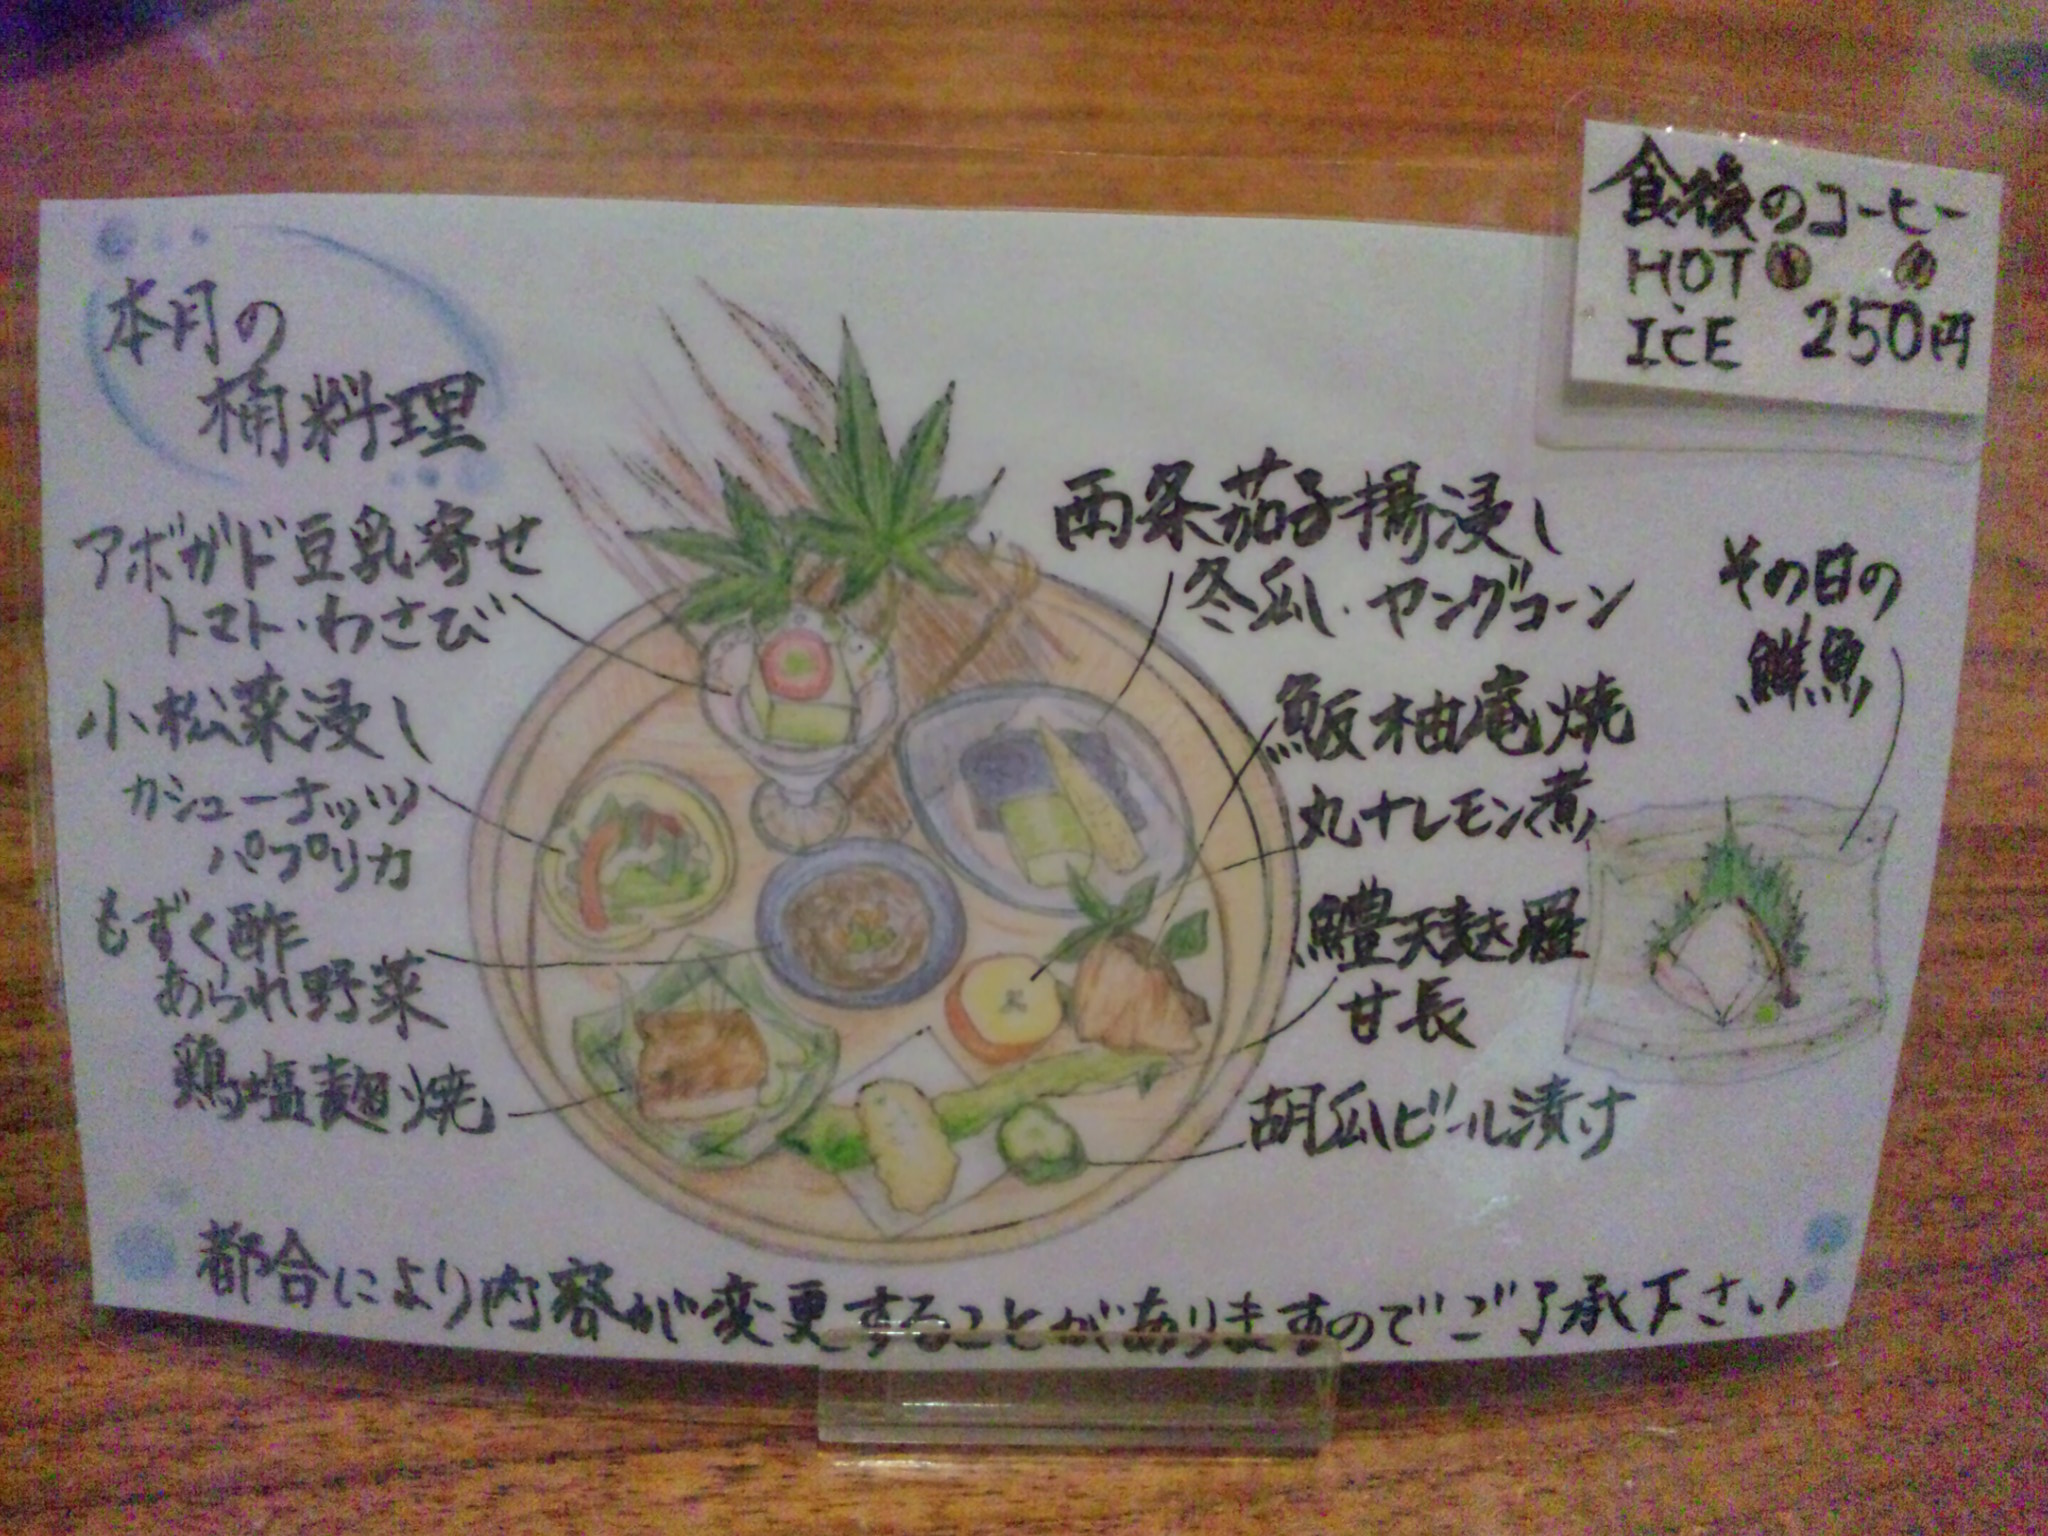 本月の
桶料理
アボガド豆乳寄せ
トマト・わさび
小松菜浸し
カシューナッツ
パプリカ
もずく酢
あられ野菜
鶏塩麹焼
西条茄子揚浸し
冬瓜・ヤングコーン
鰤柚庵焼
丸十レモン煮
鱧天麩羅
甘長
胡瓜ビール漬け
その日の
鮮魚
食後のコーヒー
HOT
ICE 250円
都合により内容が変更することがありますのでご了承下さい